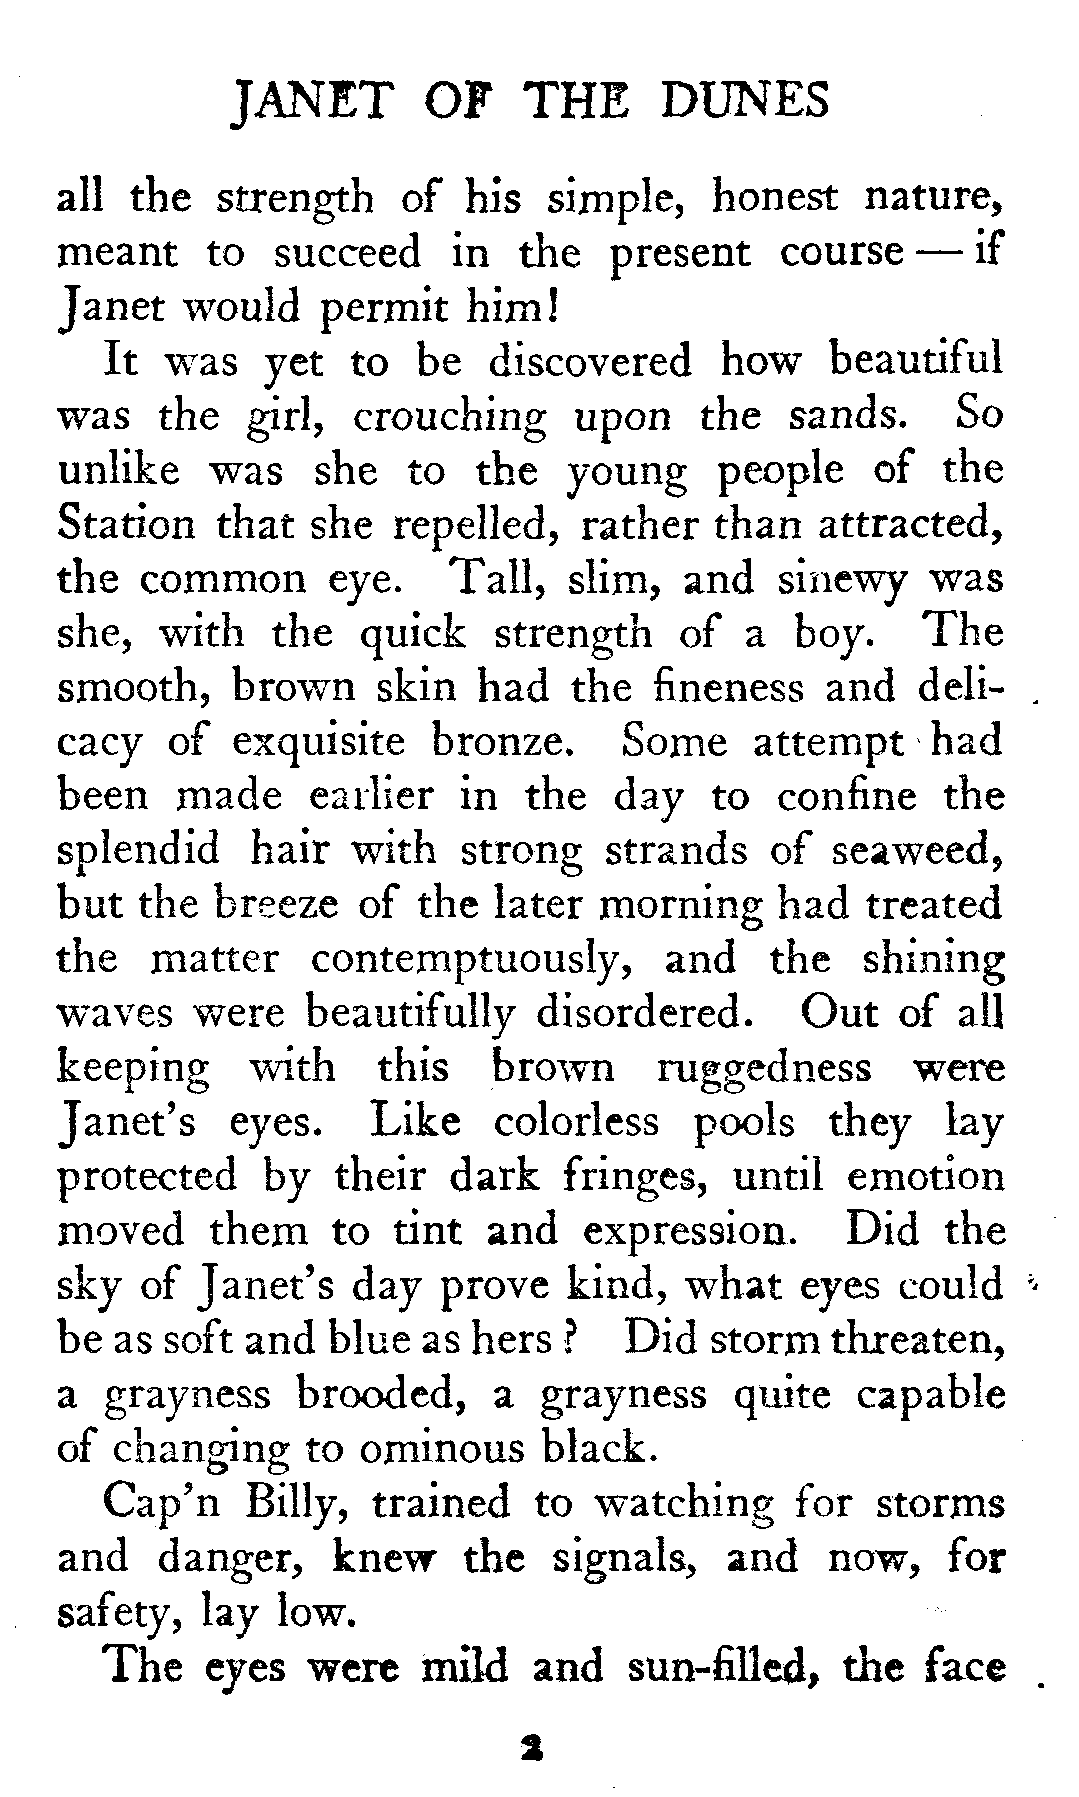 JANET OF THE DUNES
all the strength of his simple, honest nature,
meant to succeed in the present course — if
Janet would permit him!
It was yet to be discovered how beautiful
was the girl, crouching upon the sands. So
unlike was she to the young people of the
Station that she repelled, rather than attracted,
the common eye. Tall, slim, and sinewy was
she, with the quick strength of a boy. The
smooth, brown skin had the fineness and deli-
cacy of exquisite bronze. Some attempt had
been made earlier in the day to confine the
splendid hair with strong strands of seaweed,
but the breeze of the later morning had treated
the matter contemptuously, and the shining
waves were beautifully disordered. Out of all
keeping with this brown ruggedness were
Janet's eyes. Like colorless pools they lay
protected by their dark fringes, until emotion
moved them to tint and expression. Did the
sky of Janet's day prove kind, what eyes could
be as soft and blue as hers? Did storm threaten,
a grayness brooded, a grayness quite capable
of changing to ominous black.
Cap'n Billy, trained to watching for storms
and danger, knew the signals, and now, for
safety, lay low.
The eyes were mild and sun-filled, the face
2